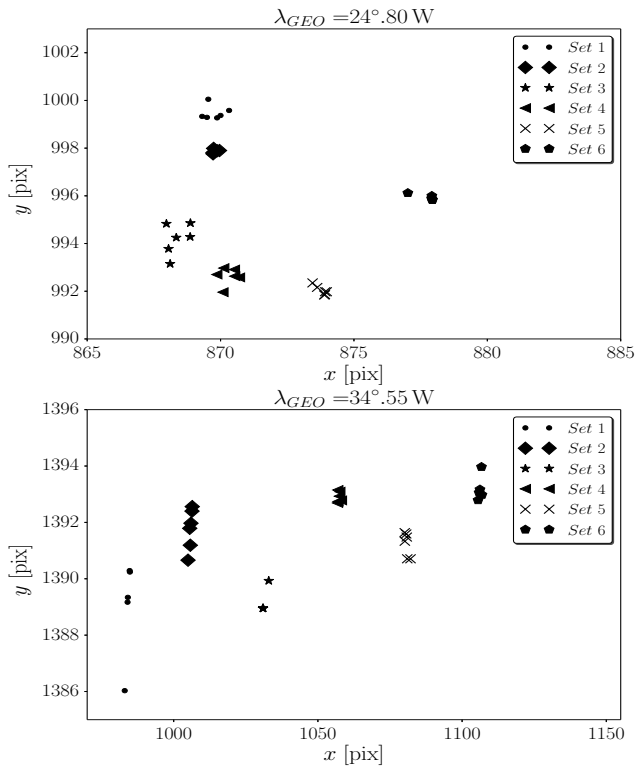 λ_GEO =24°.80 W
1002
1000
998
996
994
992
990
y [pix]
865 870 875 880 885
x [pix]
Set 1
Set 2
Set 3
Set 4
Set 5
Set 6
λ_GEO =34°.55 W
1396
1394
1392
1390
1388
1386
y [pix]
1000 1050 1100 1150
x [pix]
Set 1
Set 2
Set 3
Set 4
Set 5
Set 6